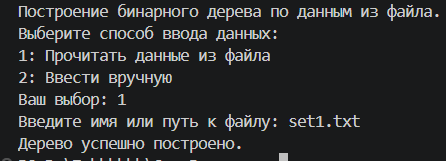 Построение бинарного дерева по данным из файла.
Выберите способ ввода данных:
1: Прочитать данные из файла
2: Ввести вручную
Ваш выбор: 1
Введите имя или путь к файлу: set1.txt
Дерево успешно построено.